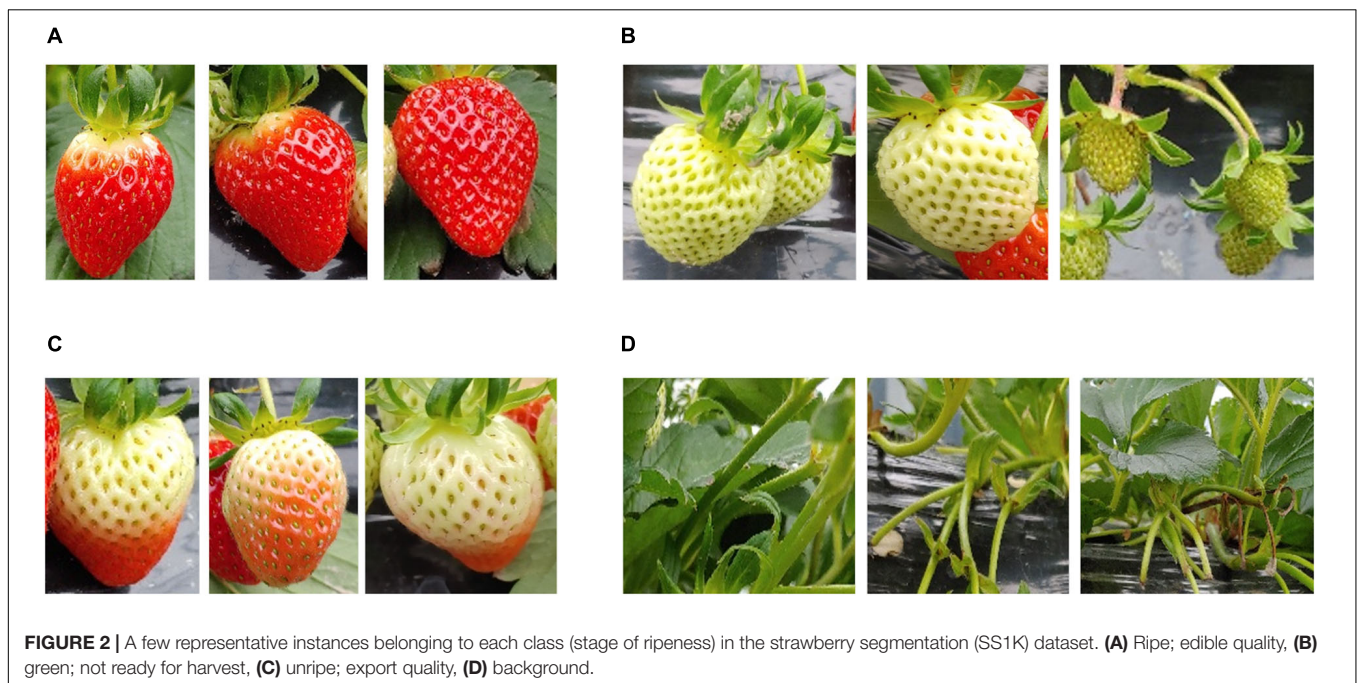 A
B
C
D
FIGURE 2 | A few representative instances belonging to each class (stage of ripeness) in the strawberry segmentation (SS1K) dataset. (A) Ripe; edible quality, (B)
green; not ready for harvest, (C) unripe; export quality, (D) background.